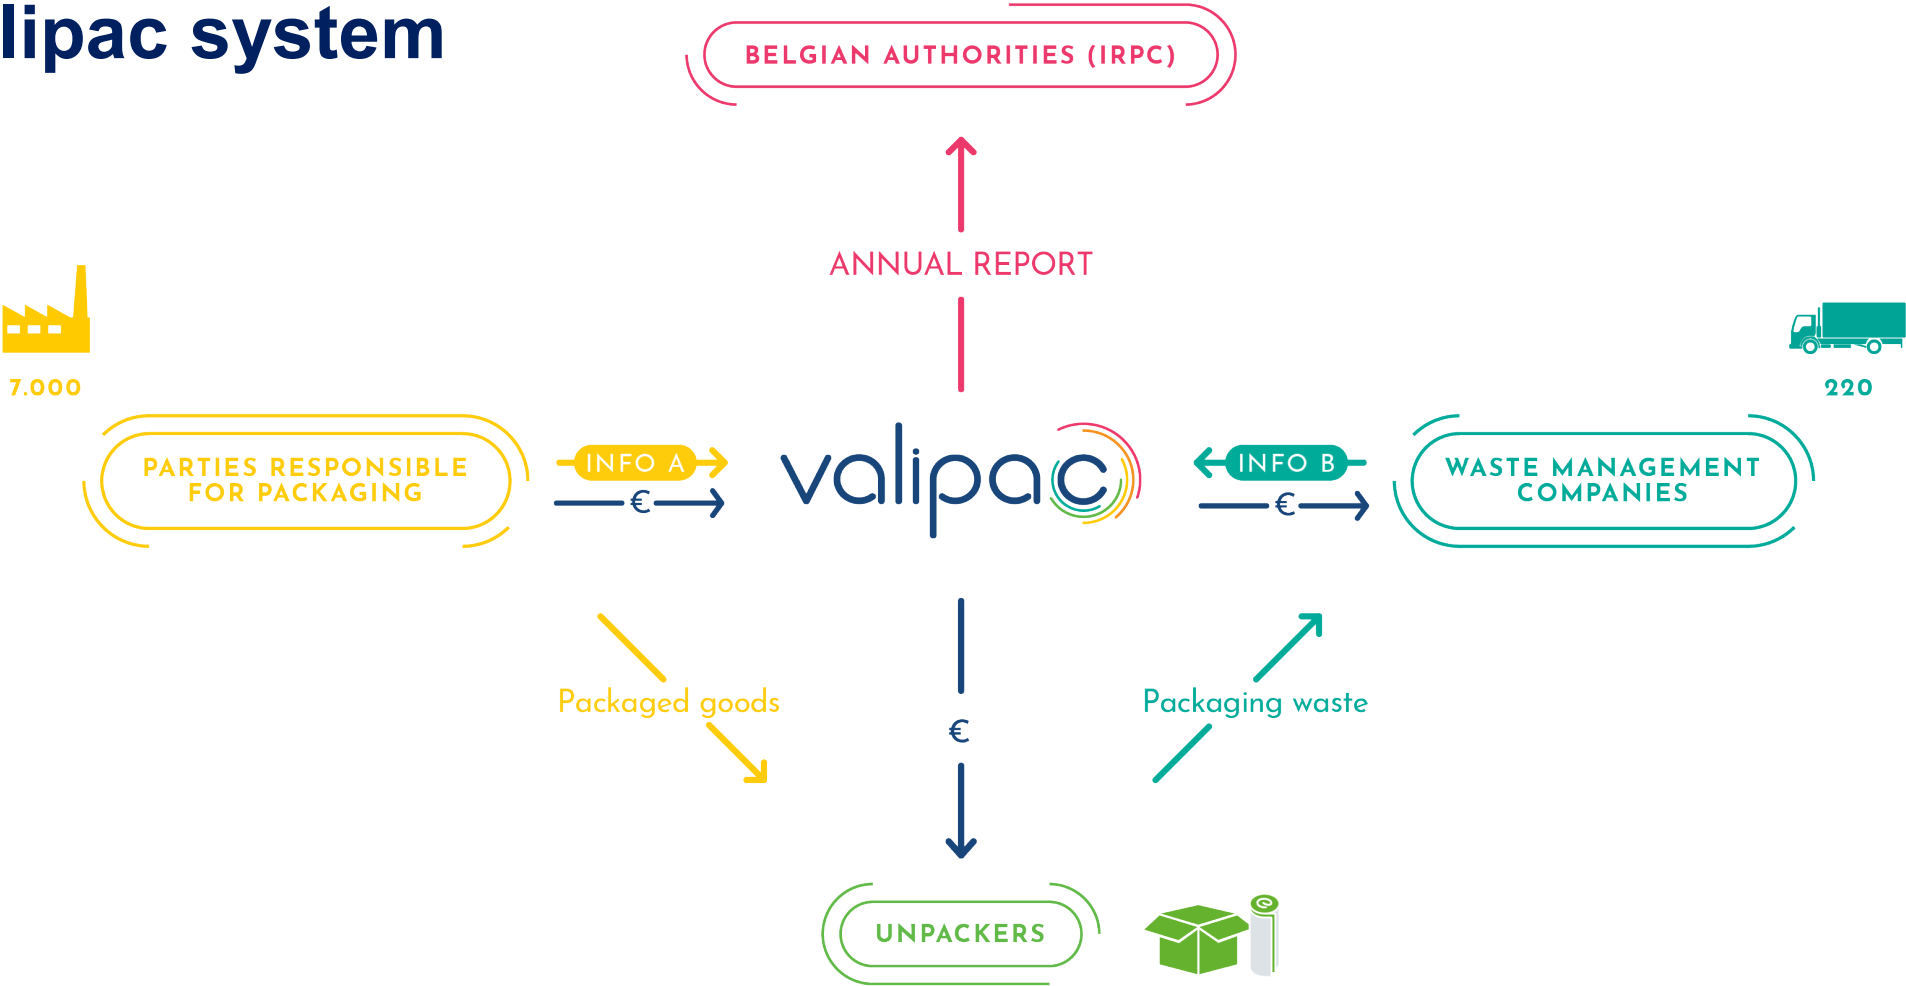 lipac system
BELGIAN AUTHORITIES (IRPC)
ANNUAL REPORT
7.000
220
PARTIES RESPONSIBLE
FOR PACKAGING
INFO A
€
valipac
INFO B
€
WASTE MANAGEMENT
COMPANIES
Packaged goods
€
Packaging waste
UNPACKERS